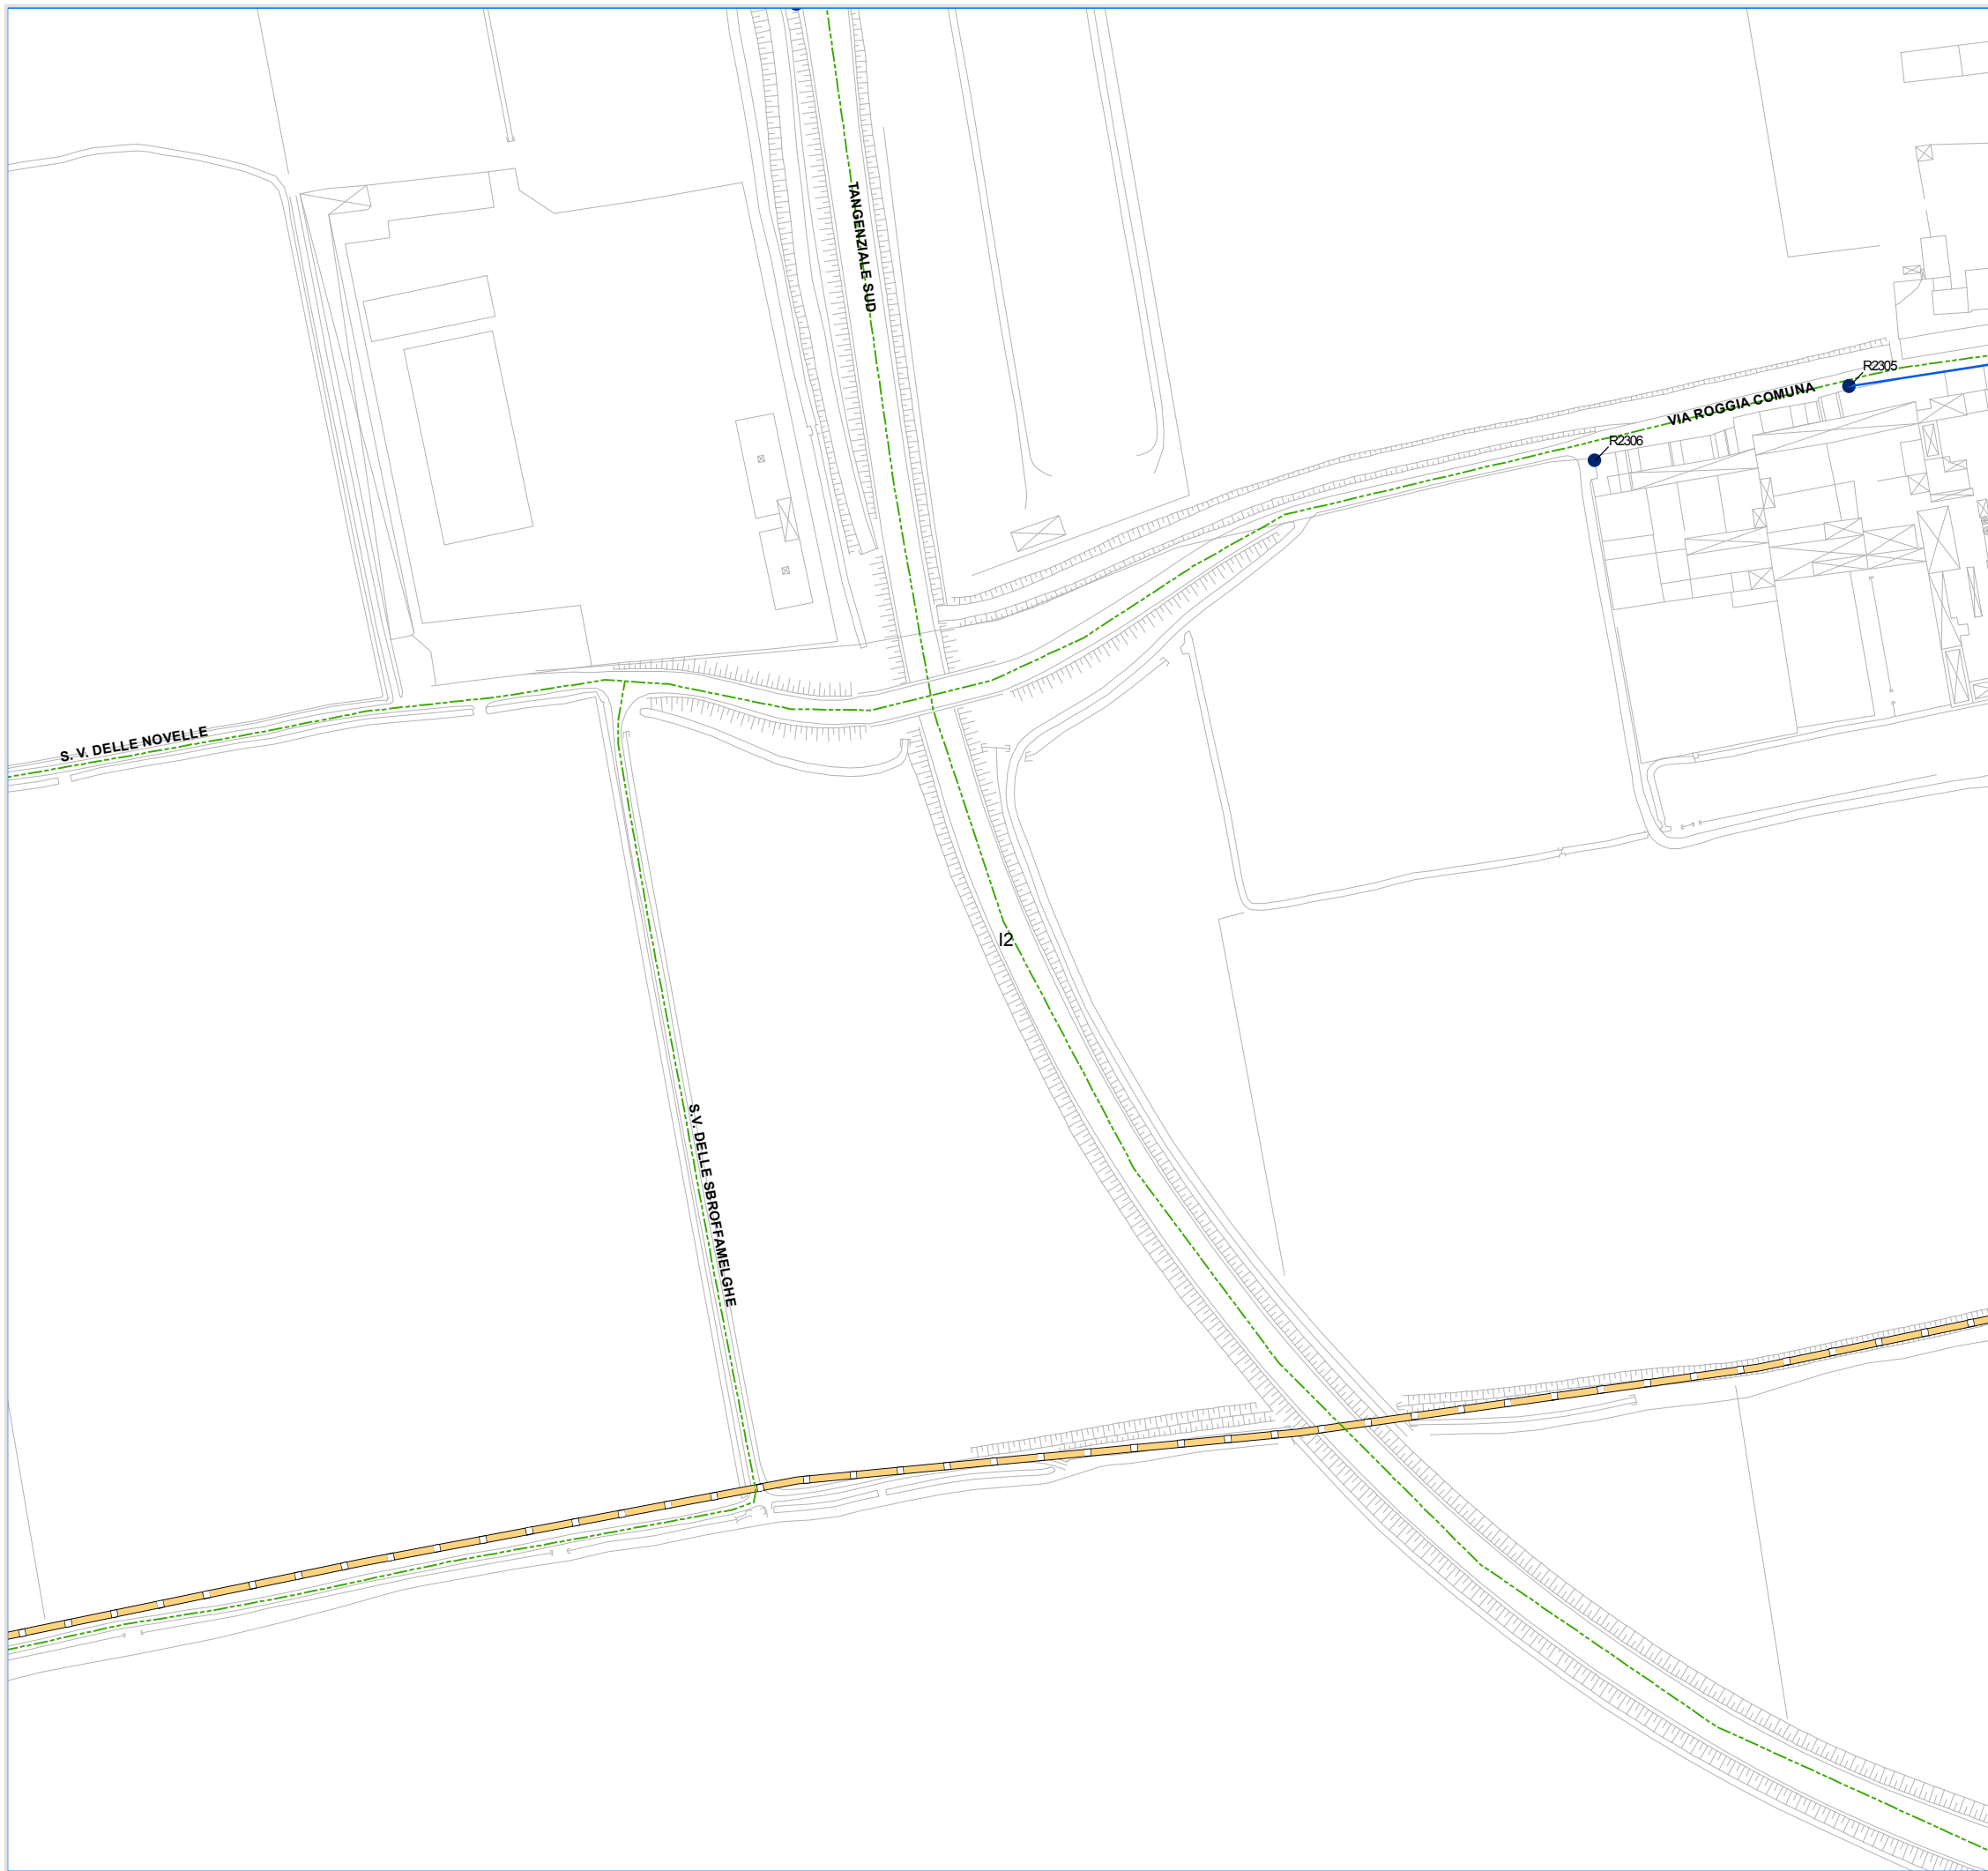 TANGENZIALE SUD
R2305
VIA ROGGIA COMUNA
R2306
S. V. DELLE NOVELLE
I2
S.V. DELLE SBROFFAMELGHE